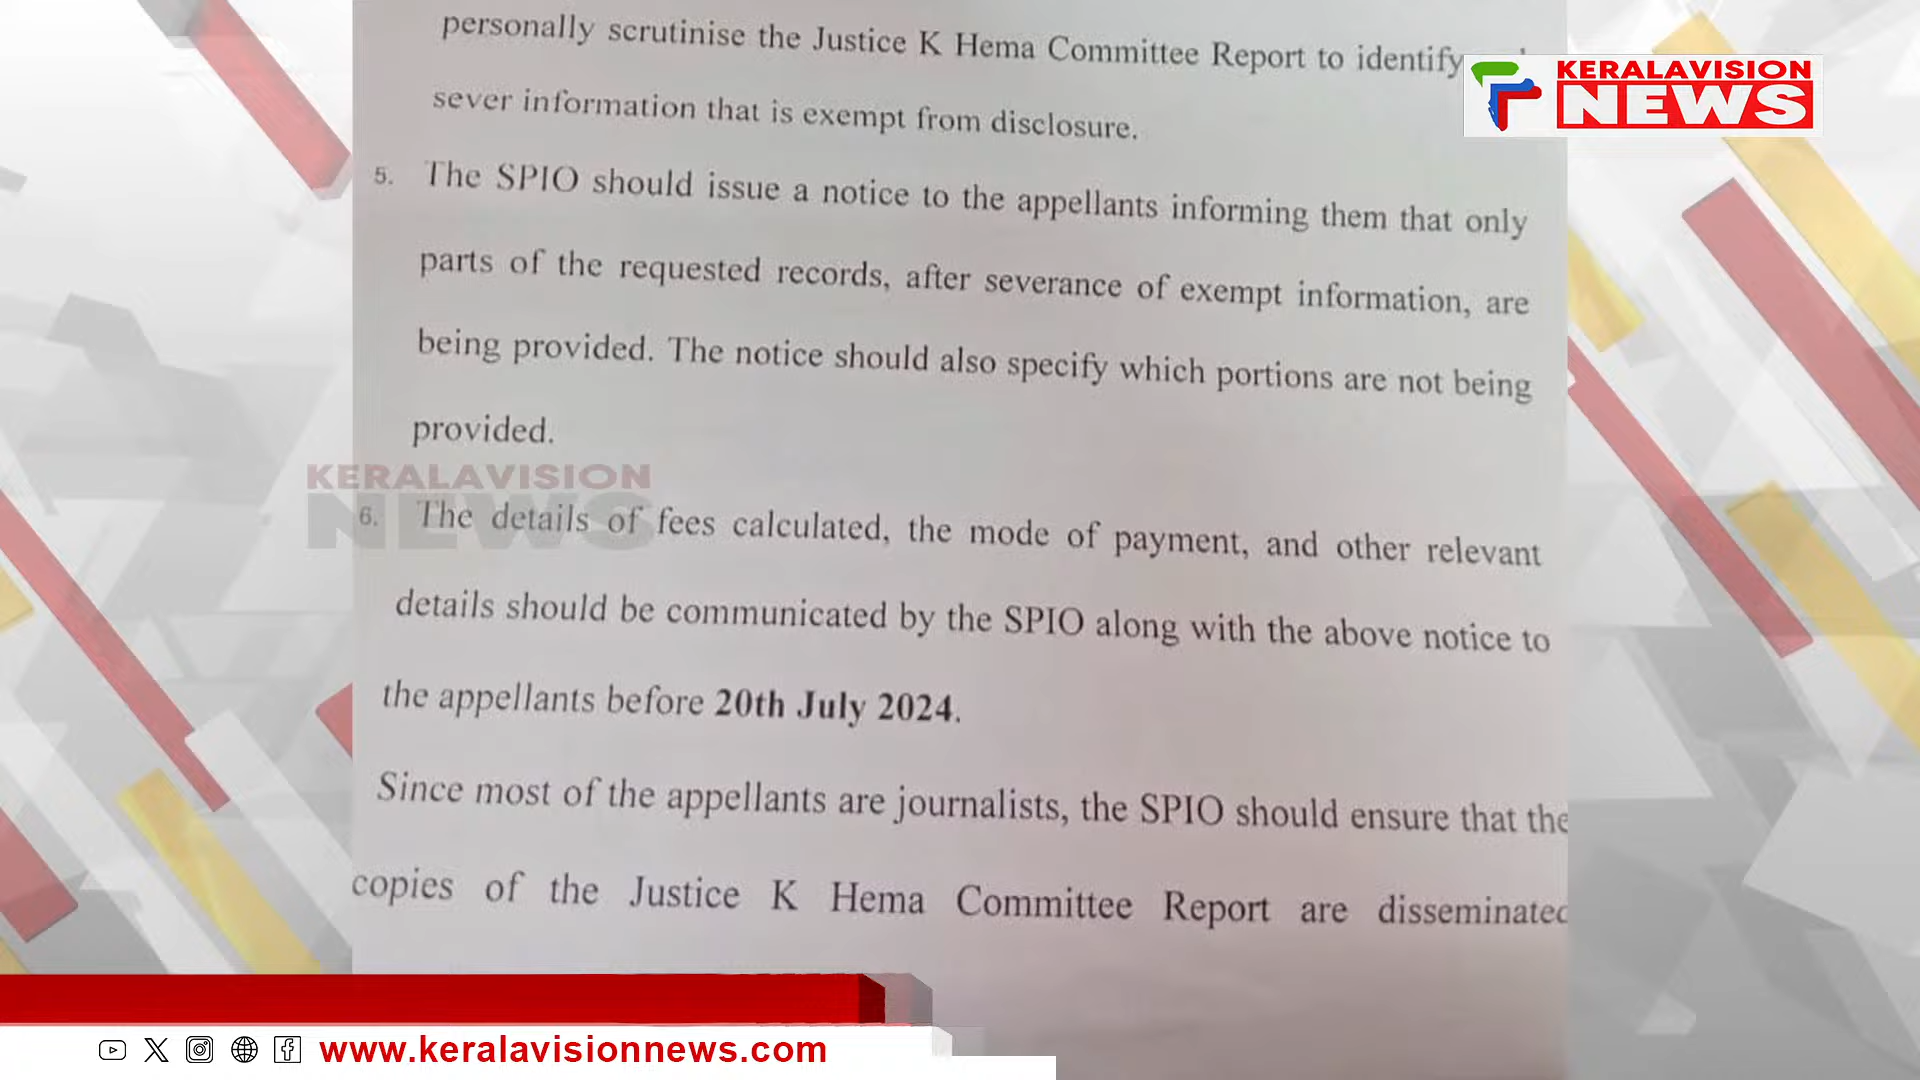 personally scrutinise the Justice K Hema Committee Report to identify
sever information that is exempt from disclosure.
5. The SPIO should issue a notice to the appellants informing them that only
parts of the requested records, after severance of exempt information, are
being provided. The notice should also specify which portions are not being
provided.
6. The details of fees calculated, the mode of payment, and other relevant
details should be communicated by the SPIO along with the above notice to
the appellants before 20th July 2024.
Since most of the appellants are journalists, the SPIO should ensure that the
copies of the Justice K Hema Committee Report are disseminated
KERALAVISION
NEWS
KERALAVISION
NEWS
www.keralavisionnews.com